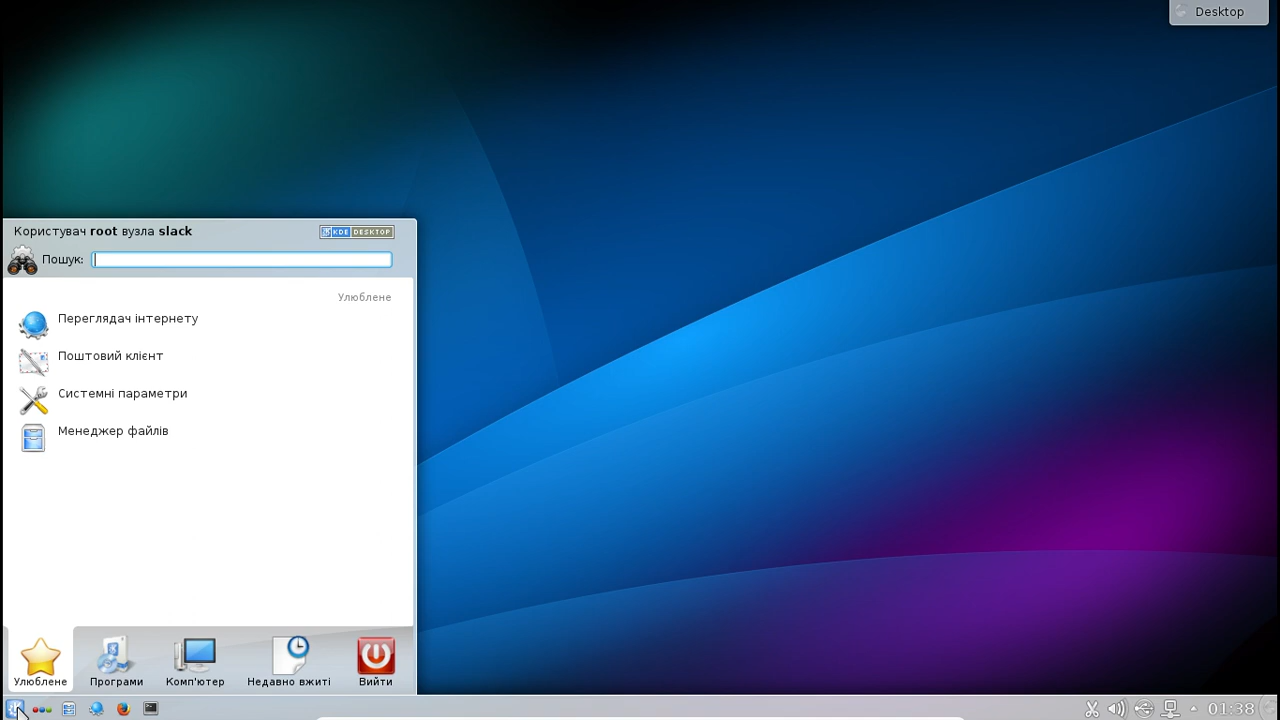 Desktop
Користувач root вузла slack
KDE DESKTOP
Пошук:
Улюблене
Переглядач інтернету
Поштовий клієнт
Системні параметри
Менеджер файлів
Улюблене Програми Комп'ютер Недавно вжиті Вийти
01:38